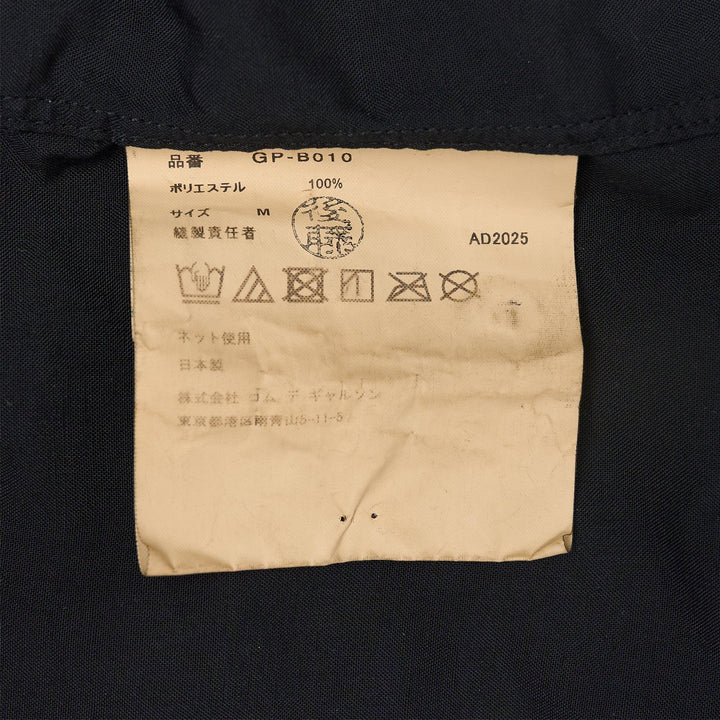 品番 GP-B010
ポリエステル 100%
サイズ M
縫製責任者 後藤 AD2025
ネット使用
日本製
株式会社 コム デ ギャルソン
東京都港区南青山5-11-5